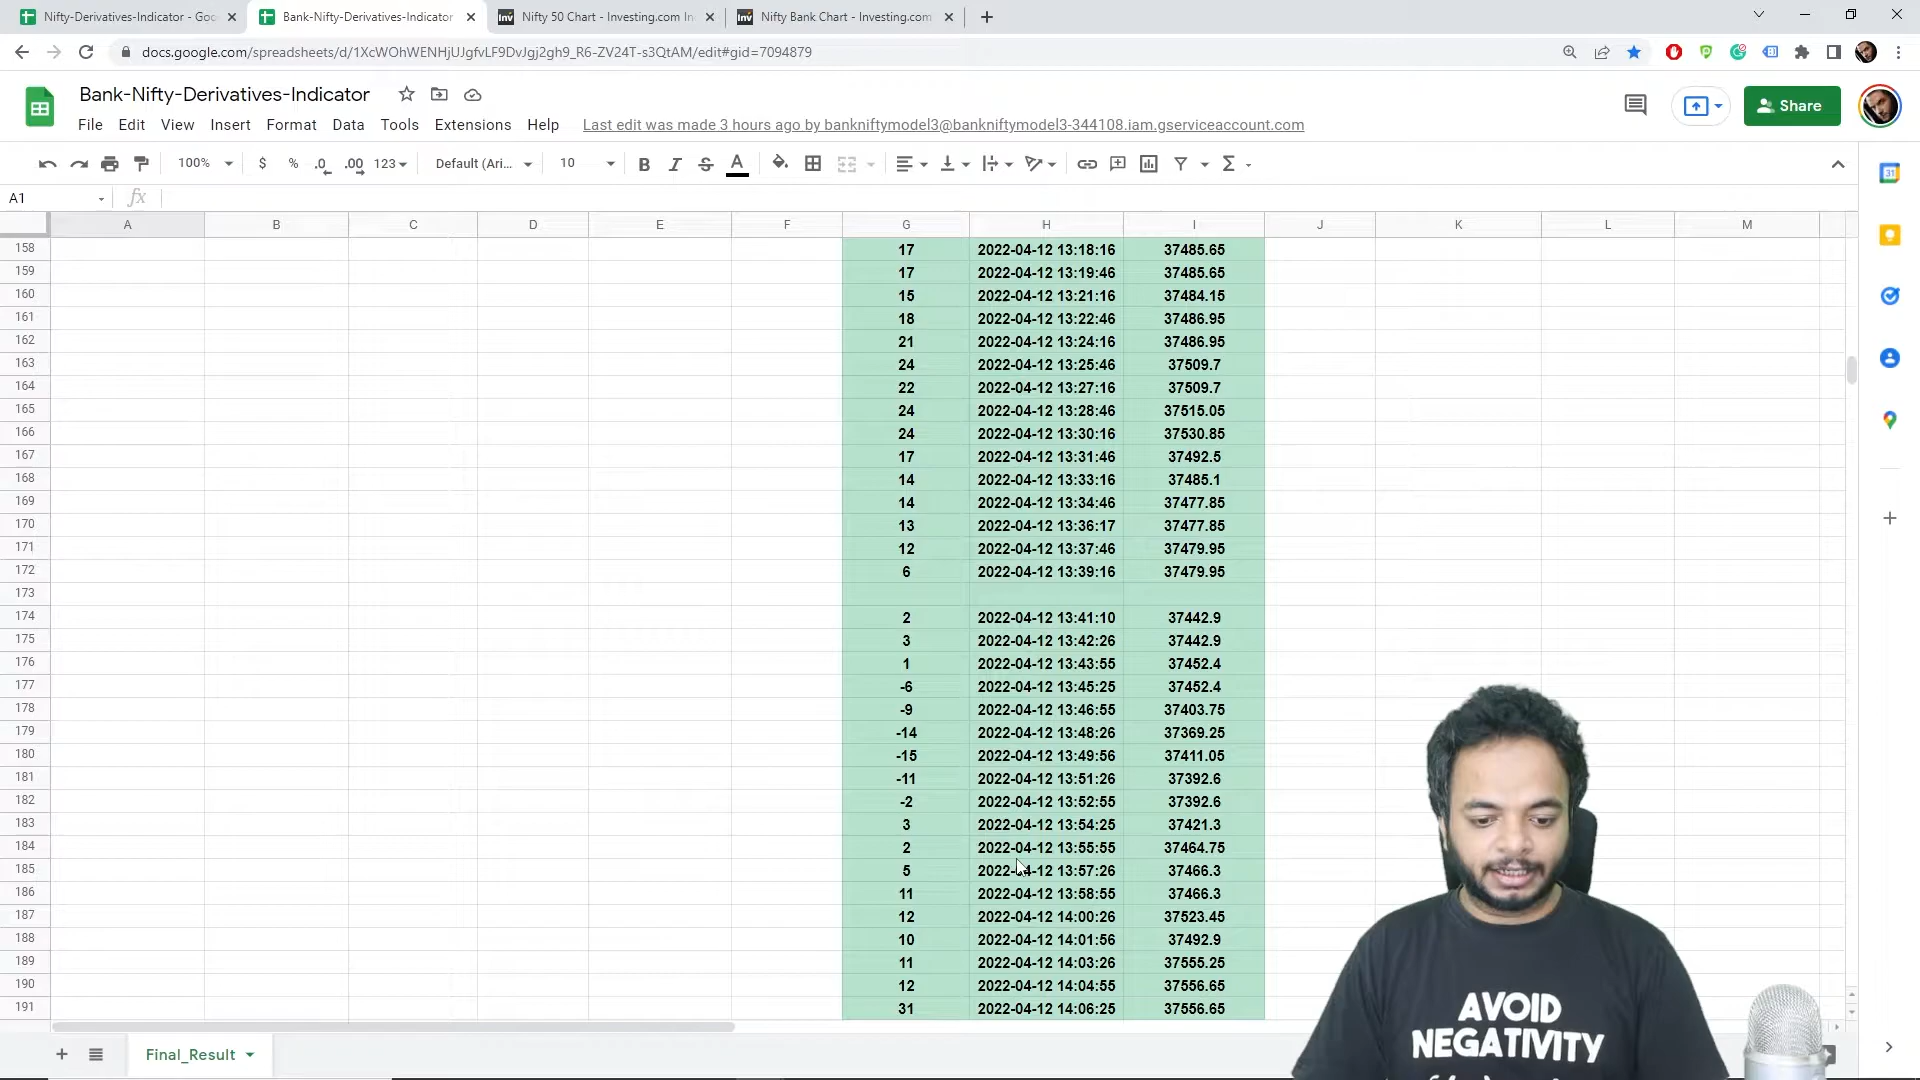 Nifty-Derivatives-Indicator - Goo
Bank-Nifty-Derivatives-Indicator
Nifty 50 Chart - Investing.com In
Nifty Bank Chart - Investing.com
docs.google.com/spreadsheets/d/1XcWOhWENHjUJgfvLF9DvJgj2gh9_R6-ZV24T-s3QtAM/edit#gid=7094879
Bank-Nifty-Derivatives-Indicator
Share
File Edit View Insert Format Data Tools Extensions Help Last edit was made 3 hours ago by bankniftymodel3@bankniftymodel3-344108.iam.gserviceaccount.com
100% $ % .0 .00 123 Default (Ari... 10 B I S A Σ
A1 fx
A B C D E F G H I J K L M
158 17 2022-04-12 13:18:16 37485.65
159 17 2022-04-12 13:19:46 37485.65
160 15 2022-04-12 13:21:16 37484.15
161 18 2022-04-12 13:22:46 37486.95
162 21 2022-04-12 13:24:16 37486.95
163 24 2022-04-12 13:25:46 37509.7
164 22 2022-04-12 13:27:16 37509.7
165 24 2022-04-12 13:28:46 37515.05
166 24 2022-04-12 13:30:16 37530.85
167 17 2022-04-12 13:31:46 37492.5
168 14 2022-04-12 13:33:16 37485.1
169 14 2022-04-12 13:34:46 37477.85
170 13 2022-04-12 13:36:17 37477.85
171 12 2022-04-12 13:37:46 37479.95
172 6 2022-04-12 13:39:16 37479.95
173
174 2 2022-04-12 13:41:10 37442.9
175 3 2022-04-12 13:42:26 37442.9
176 1 2022-04-12 13:43:55 37452.4
177 -6 2022-04-12 13:45:25 37452.4
178 -9 2022-04-12 13:46:55 37403.75
179 -14 2022-04-12 13:48:26 37369.25
180 -15 2022-04-12 13:49:56 37411.05
181 -11 2022-04-12 13:51:26 37392.6
182 -2 2022-04-12 13:52:55 37392.6
183 3 2022-04-12 13:54:25 37421.3
184 2 2022-04-12 13:55:55 37464.75
185 5 2022-04-12 13:57:26 37466.3
186 11 2022-04-12 13:58:55 37466.3
187 12 2022-04-12 14:00:26 37523.45
188 10 2022-04-12 14:01:56 37492.9
189 11 2022-04-12 14:03:26 37555.25
190 12 2022-04-12 14:04:55 37556.65
191 31 2022-04-12 14:06:25 37556.65
AVOID
NEGATIVITY
Final_Result